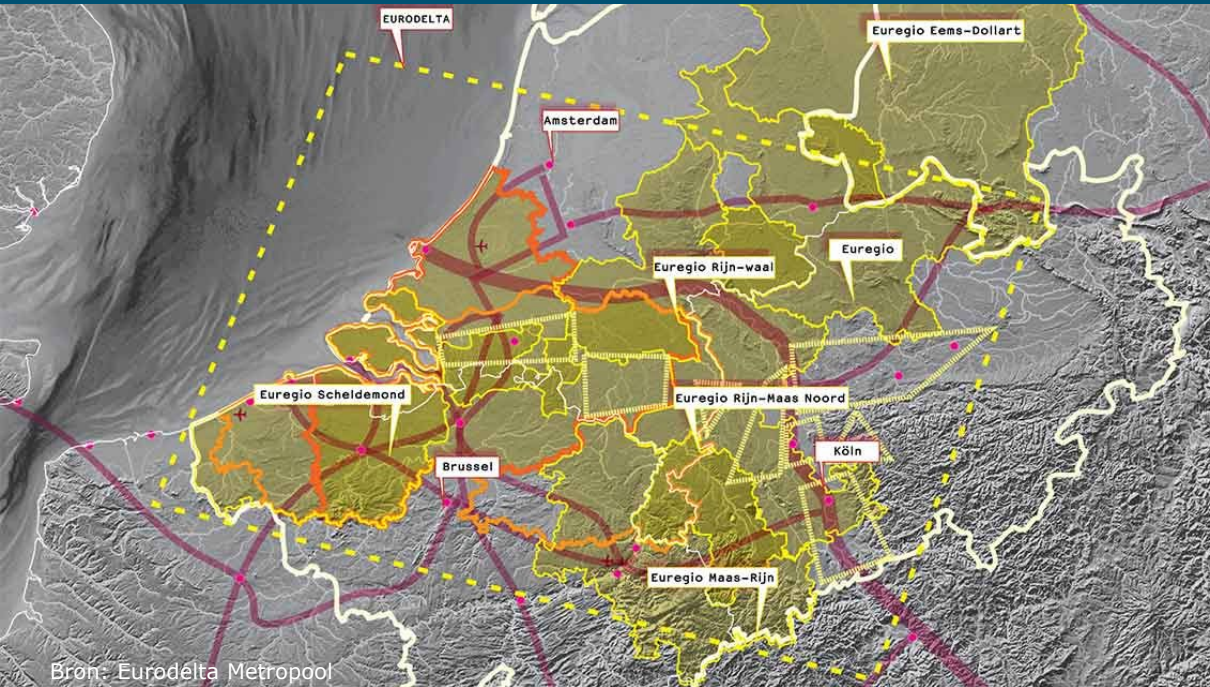 EURODELTA
Euregio Eems-Dollart
Amsterdam
Euregio
Euregio Rijn-waal
Euregio Scheldemond
Euregio Rijn-Maas Noord
Köln
Brussel
Euregio Maas-Rijn
Bron: Eurodelta Metropool